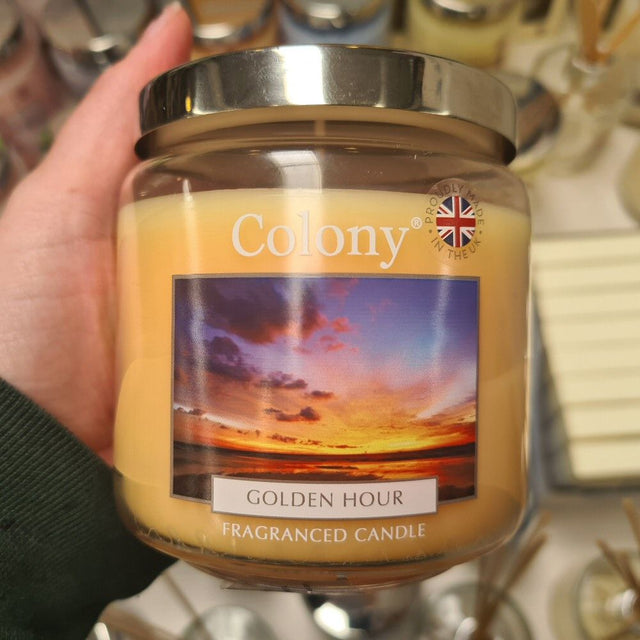 Colony®
PROUDLY MADE
• IN THE UK •
GOLDEN HOUR
FRAGRANCED CANDLE